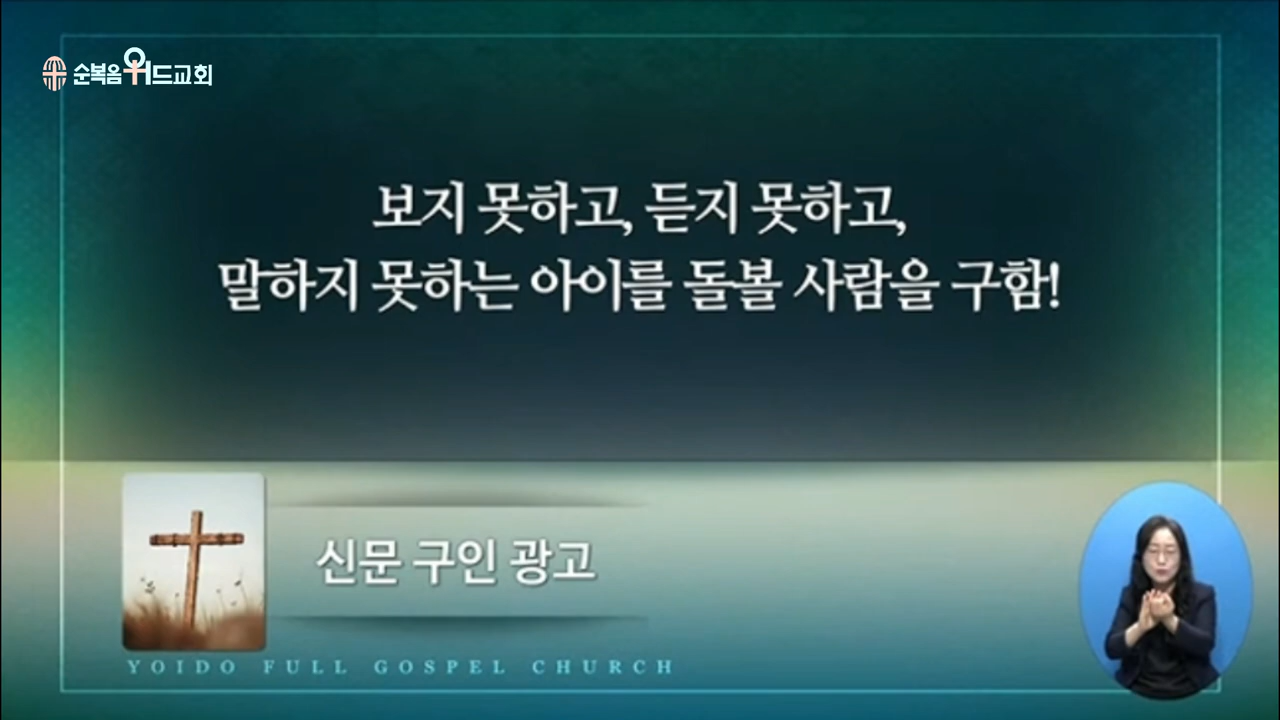 순복음위드교회
보지 못하고, 듣지 못하고,
말하지 못하는 아이를 돌볼 사람을 구함!
신문 구인 광고
YOIDO FULL GOSPEL CHURCH